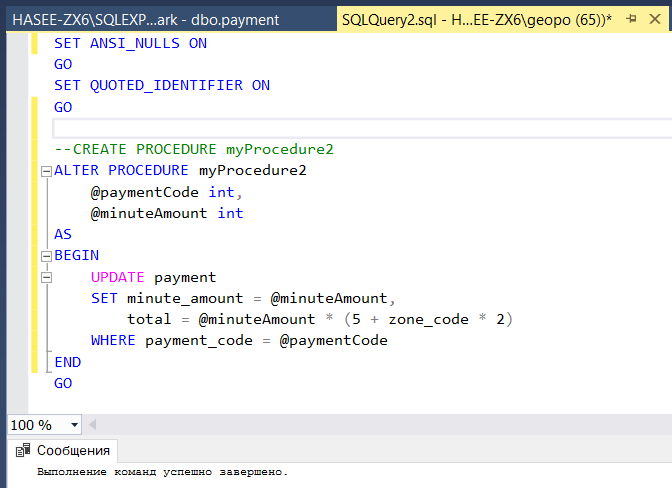 HASEE-ZX6\SQLEXP...ark - dbo.payment
SQLQuery2.sql - H...EE-ZX6\geopo (65))*
SET ANSI_NULLS ON
GO
SET QUOTED_IDENTIFIER ON
GO
--CREATE PROCEDURE myProcedure2
ALTER PROCEDURE myProcedure2
@paymentCode int,
@minuteAmount int
AS
BEGIN
UPDATE payment
SET minute_amount = @minuteAmount,
total = @minuteAmount * (5 + zone_code * 2)
WHERE payment_code = @paymentCode
END
GO
100 %
Сообщения
Выполнение команд успешно завершено.